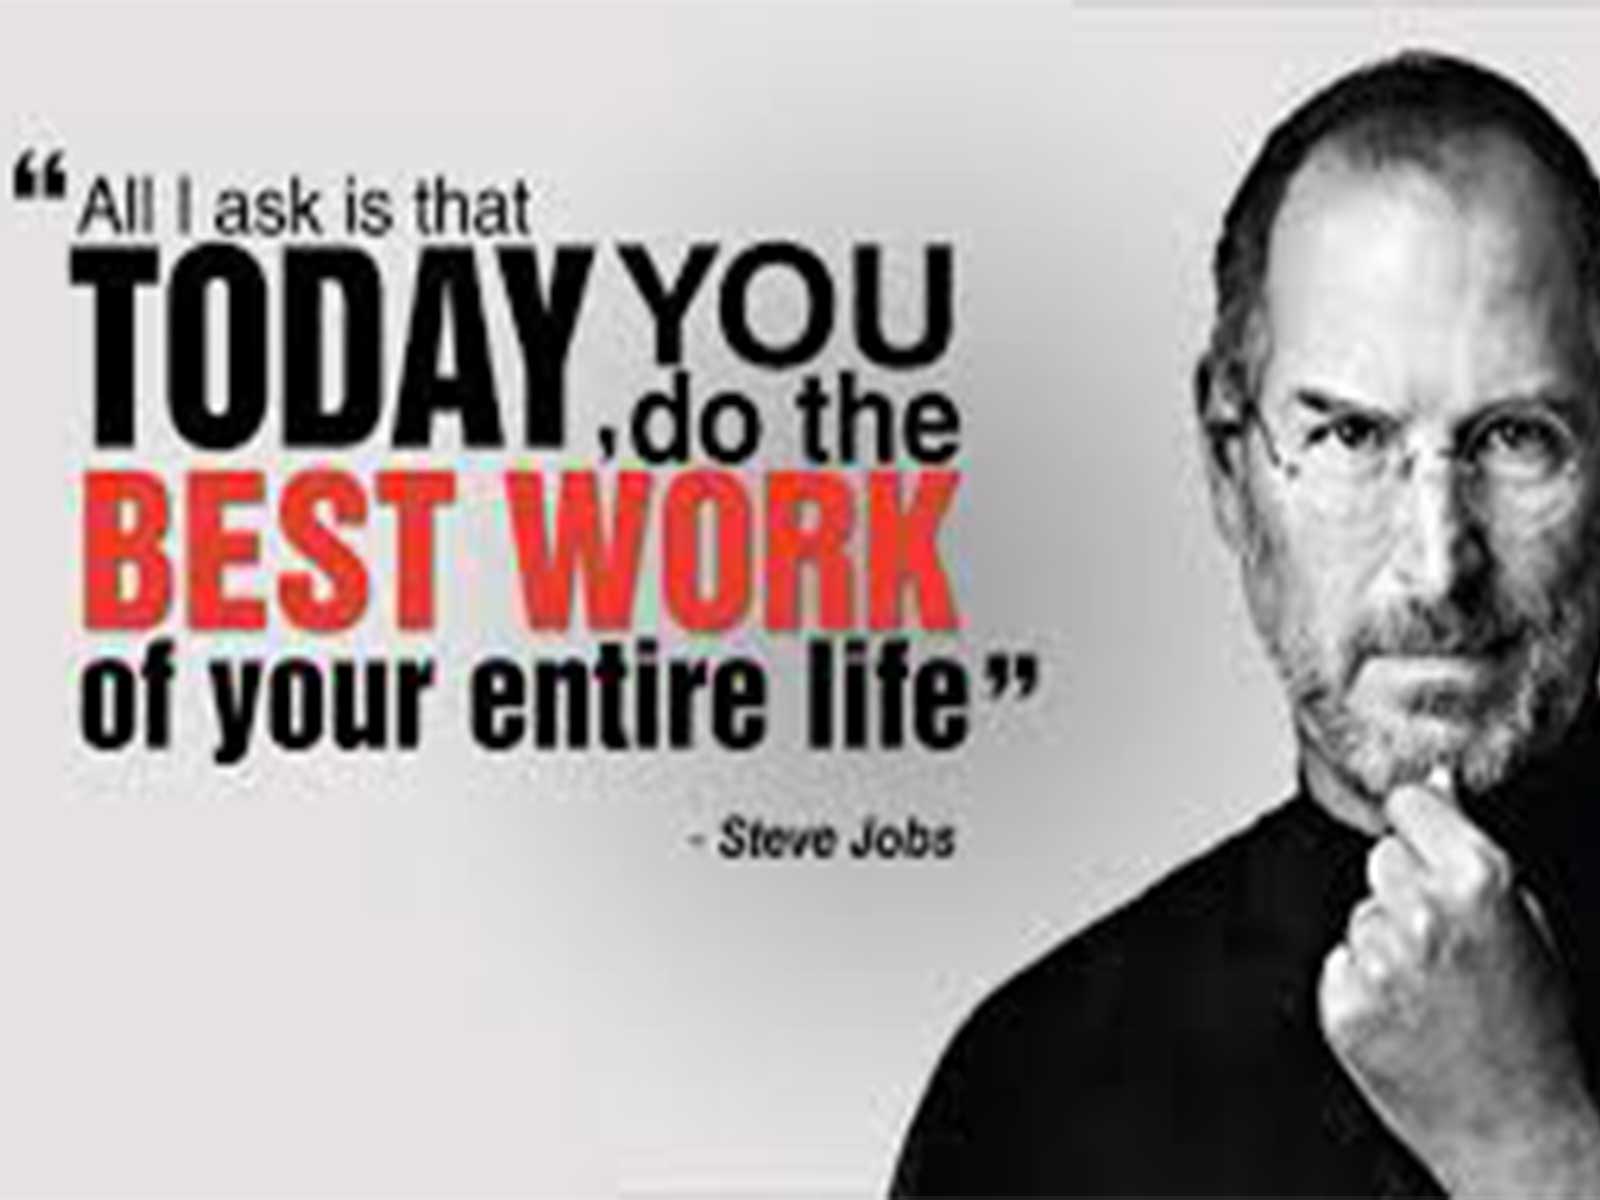 “All I ask is that
TODAY, YOU
do the
BEST WORK
of your entire life”
- Steve Jobs